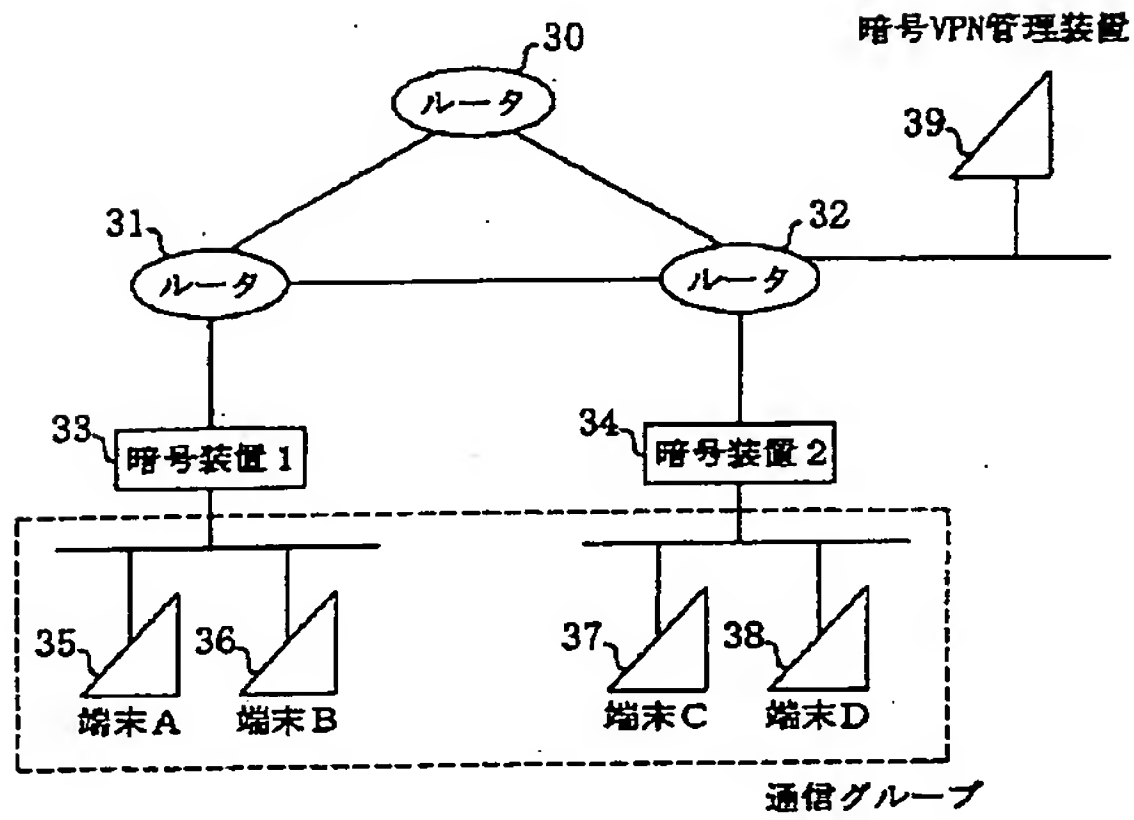 暗号VPN管理装置
30
ルータ
39
31
ルータ
32
ルータ
33
暗号装置1
34
暗号装置2
35
36
37
38
端末A
端末B
端末C
端末D
通信グループ